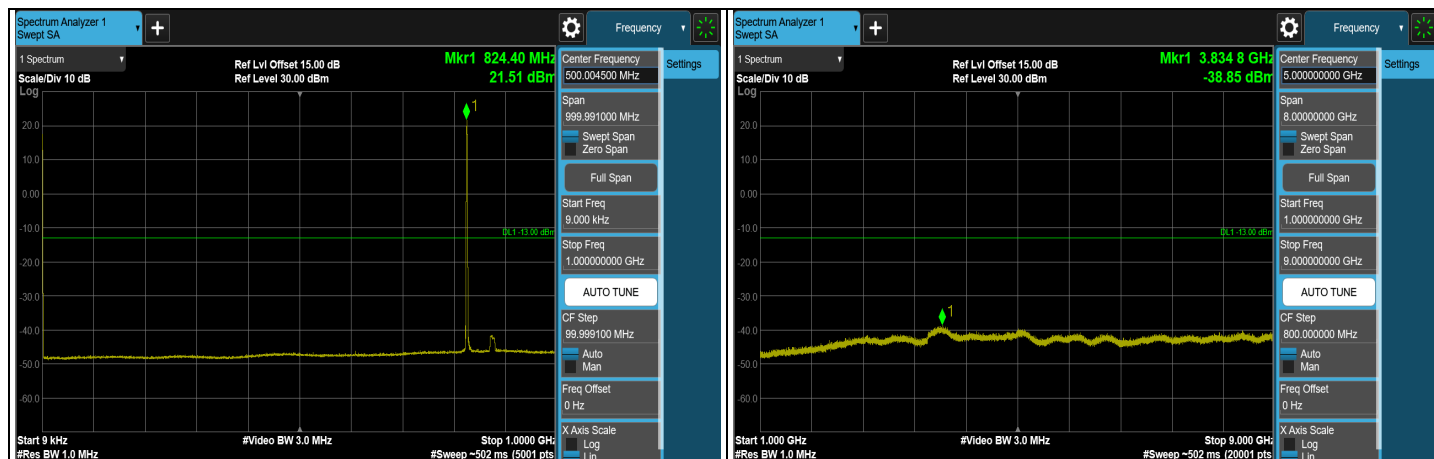 Spectrum Analyzer 1
Swept SA
+
Frequency
1 Spectrum
Scale/Div 10 dB
Log
Ref Lvl Offset 15.00 dB
Ref Level 30.00 dBm
Mkr1 824.40 MHz
21.51 dBm
1
20.0
10.0
0.00
-10.0
-20.0
-30.0
-40.0
-50.0
-60.0
DL1 -13.00 dBm
Start 9 kHz
#Res BW 1.0 MHz
#Video BW 3.0 MHz
Stop 1.0000 GHz
#Sweep ~502 ms (5001 pts
Center Frequency
500.004500 MHz
Settings
Span
999.991000 MHz
Swept Span
Zero Span
Full Span
Start Freq
9.000 kHz
Stop Freq
1.000000000 GHz
AUTO TUNE
CF Step
99.999100 MHz
Auto
Man
Freq Offset
0 Hz
X Axis Scale
Log
Lin
Spectrum Analyzer 1
Swept SA
+
Frequency
1 Spectrum
Scale/Div 10 dB
Log
Ref Lvl Offset 15.00 dB
Ref Level 30.00 dBm
Mkr1 3.834 8 GHz
-38.85 dBm
1
20.0
10.0
0.00
-10.0
-20.0
-30.0
-40.0
-50.0
-60.0
DL1 -13.00 dBm
Start 1.000 GHz
#Res BW 1.0 MHz
#Video BW 3.0 MHz
Stop 9.000 GHz
#Sweep ~502 ms (20001 pts
Center Frequency
5.000000000 GHz
Settings
Span
8.00000000 GHz
Swept Span
Zero Span
Full Span
Start Freq
1.000000000 GHz
Stop Freq
9.000000000 GHz
AUTO TUNE
CF Step
800.000000 MHz
Auto
Man
Freq Offset
0 Hz
X Axis Scale
Log
Lin